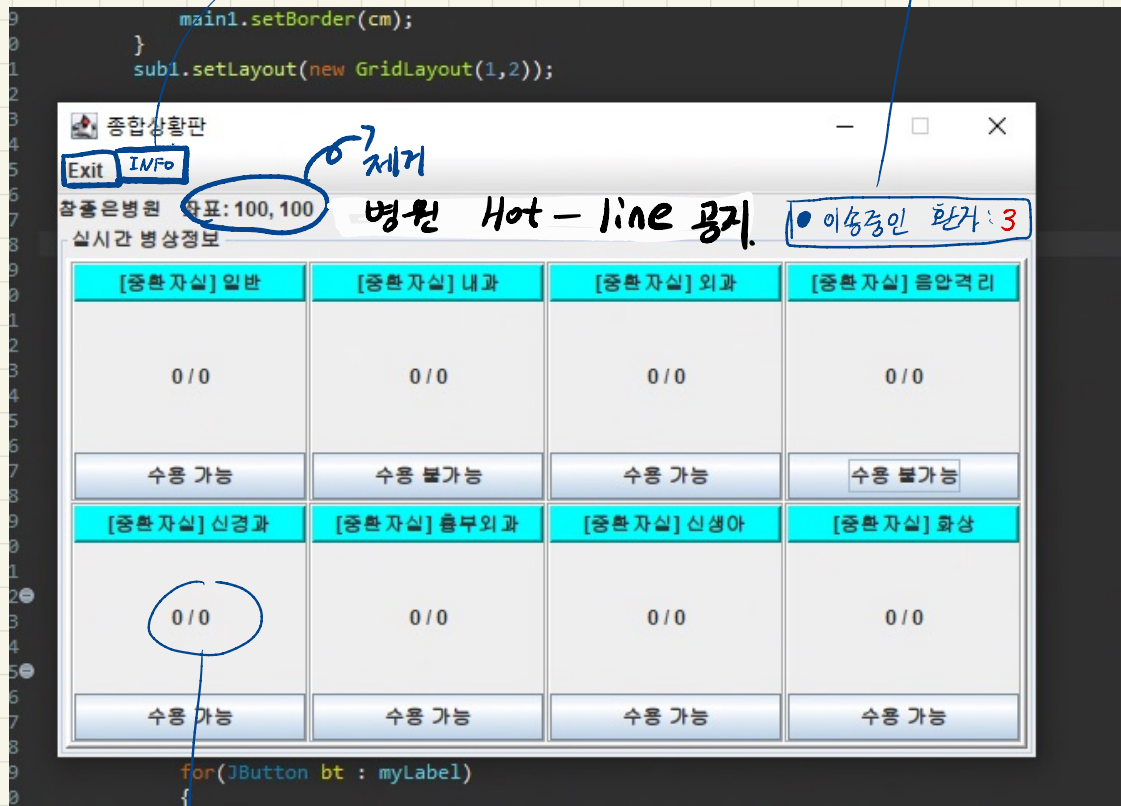 main1.setBorder(cm);
}
sub1.setLayout(new GridLayout(1,2));
종합상황판
Exit INFO
제거
참좋은병원 좌표: 100, 100 병원 Hot - line 공지. • 이송중인 환자 : 3
실시간 병상정보
[중환자실] 일반 [중환자실] 내과 [중환자실] 외과 [중환자실] 음압격리
0 / 0 0 / 0 0 / 0 0 / 0
수용 가능 수용 불가능 수용 가능 수용 불가능
[중환자실] 신경과 [중환자실] 흉부외과 [중환자실] 신생아 [중환자실] 화상
0 / 0 0 / 0 0 / 0 0 / 0
수용 가능 수용 가능 수용 가능 수용 가능
for(JButton bt : myLabel)
{